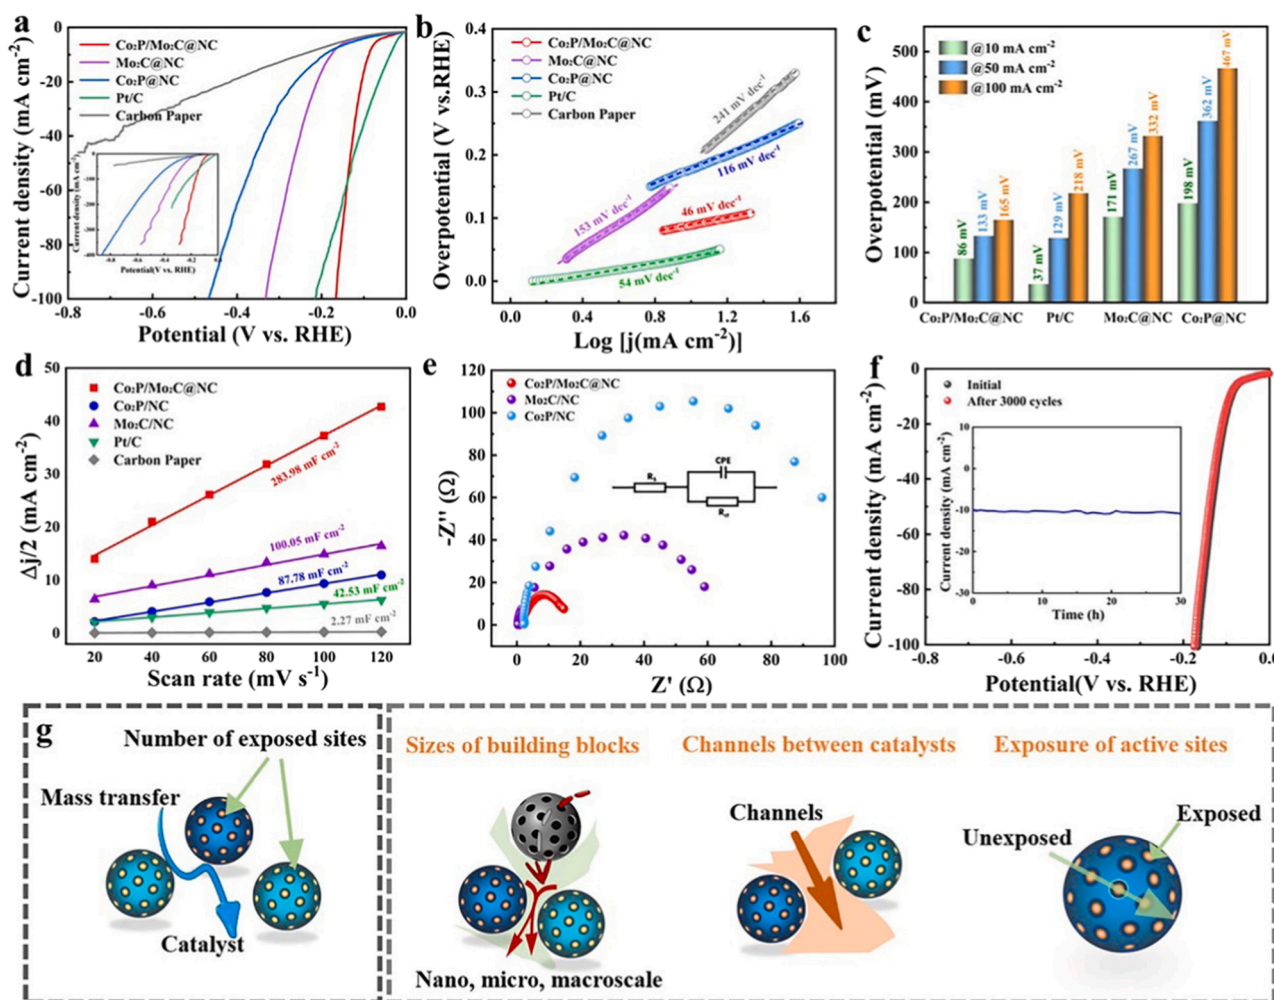 a
Current density (mA cm⁻²)
0
-20
-40
-60
-80
-100
-0.8
-0.6
-0.4
-0.2
0.0
Potential (V vs. RHE)
Co₂P/Mo₂C@NC
Mo₂C@NC
Co₂P@NC
Pt/C
Carbon Paper
Current density (mA cm⁻²)
Potential(V vs. RHE)
b
Overpotential (V vs.RHE)
0.4
0.3
0.2
0.1
0.0
0.0
0.4
0.8
1.2
1.6
Log [j(mA cm⁻²)]
Co₂P/Mo₂C@NC
Mo₂C@NC
Co₂P@NC
Pt/C
Carbon Paper
241 mV dec⁻¹
116 mV dec⁻¹
153 mV dec⁻¹
46 mV dec⁻¹
54 mV dec⁻¹
c
Overpotential (mV)
500
400
300
200
100
0
@10 mA cm⁻²
@50 mA cm⁻²
@100 mA cm⁻²
86 mV
133 mV
165 mV
37 mV
129 mV
218 mV
171 mV
267 mV
332 mV
198 mV
362 mV
467 mV
Co₂P/Mo₂C@NC
Pt/C
Mo₂C@NC
Co₂P@NC
d
Δj/2 (mA cm⁻²)
50
40
30
20
10
0
20
40
60
80
100
120
Scan rate (mV s⁻¹)
Co₂P/Mo₂C@NC
Co₂P/NC
Mo₂C/NC
Pt/C
Carbon Paper
283.98 mF cm⁻²
100.05 mF cm⁻²
87.78 mF cm⁻²
42.53 mF cm⁻²
2.27 mF cm⁻²
e
-Z'' (Ω)
120
100
80
60
40
20
0
0
20
40
60
80
100
Z' (Ω)
Co₂P/Mo₂C@NC
Mo₂C/NC
Co₂P/NC
CPE
f
Current density (mA cm⁻²)
0
-20
-40
-60
-80
-100
-0.8
-0.6
-0.4
-0.2
0.0
Potential(V vs. RHE)
Initial
After 3000 cycles
Current density (mA cm⁻²)
10
0
-10
-20
-30
0
10
20
30
Time (h)
g
Number of exposed sites
Mass transfer
Catalyst
Sizes of building blocks
Nano, micro, macroscale
Channels between catalysts
Channels
Exposure of active sites
Exposed
Unexposed